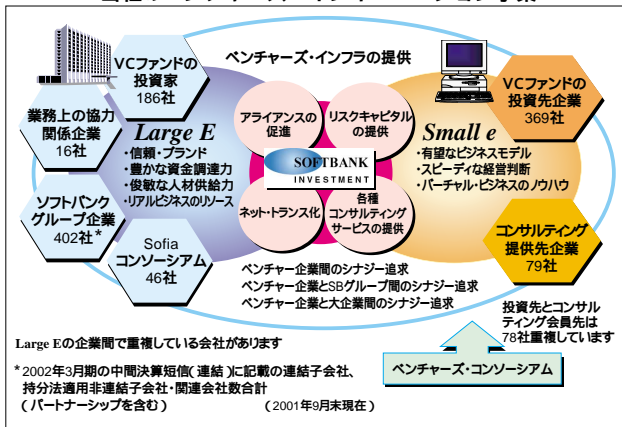 ベンチャーズ・インフラの提供
VCファンドの
投資家
186社
業務上の協力
関係企業
16社
ソフトバンク
グループ企業
402社*
Sofia
コンソーシアム
46社
Large E
・信頼・ブランド
・豊かな資金調達力
・俊敏な人材供給力
・リアルビジネスのリソース
アライアンスの
促進
リスクキャピタル
の提供
SOFTBANK
INVESTMENT
ネット・トランス化
各種
コンサルティング
サービスの提供
Small e
・有望なビジネスモデル
・スピーディな経営判断
・バーチャル・ビジネスのノウハウ
VCファンドの
投資先企業
369社
コンサルティング
提供先企業
79社
ベンチャー企業間のシナジー追求
ベンチャー企業とSBグループ間のシナジー追求
ベンチャー企業と大企業間のシナジー追求
投資先とコンサル
ティング会員先は
78社重複しています
ベンチャーズ・コンソーシアム
Large Eの企業間で重複している会社があります
*2002年3月期の中間決算短信(連結)に記載の連結子会社、
持分法適用非連結子会社・関連会社数合計
(パートナーシップを含む) (2001年9月末現在)